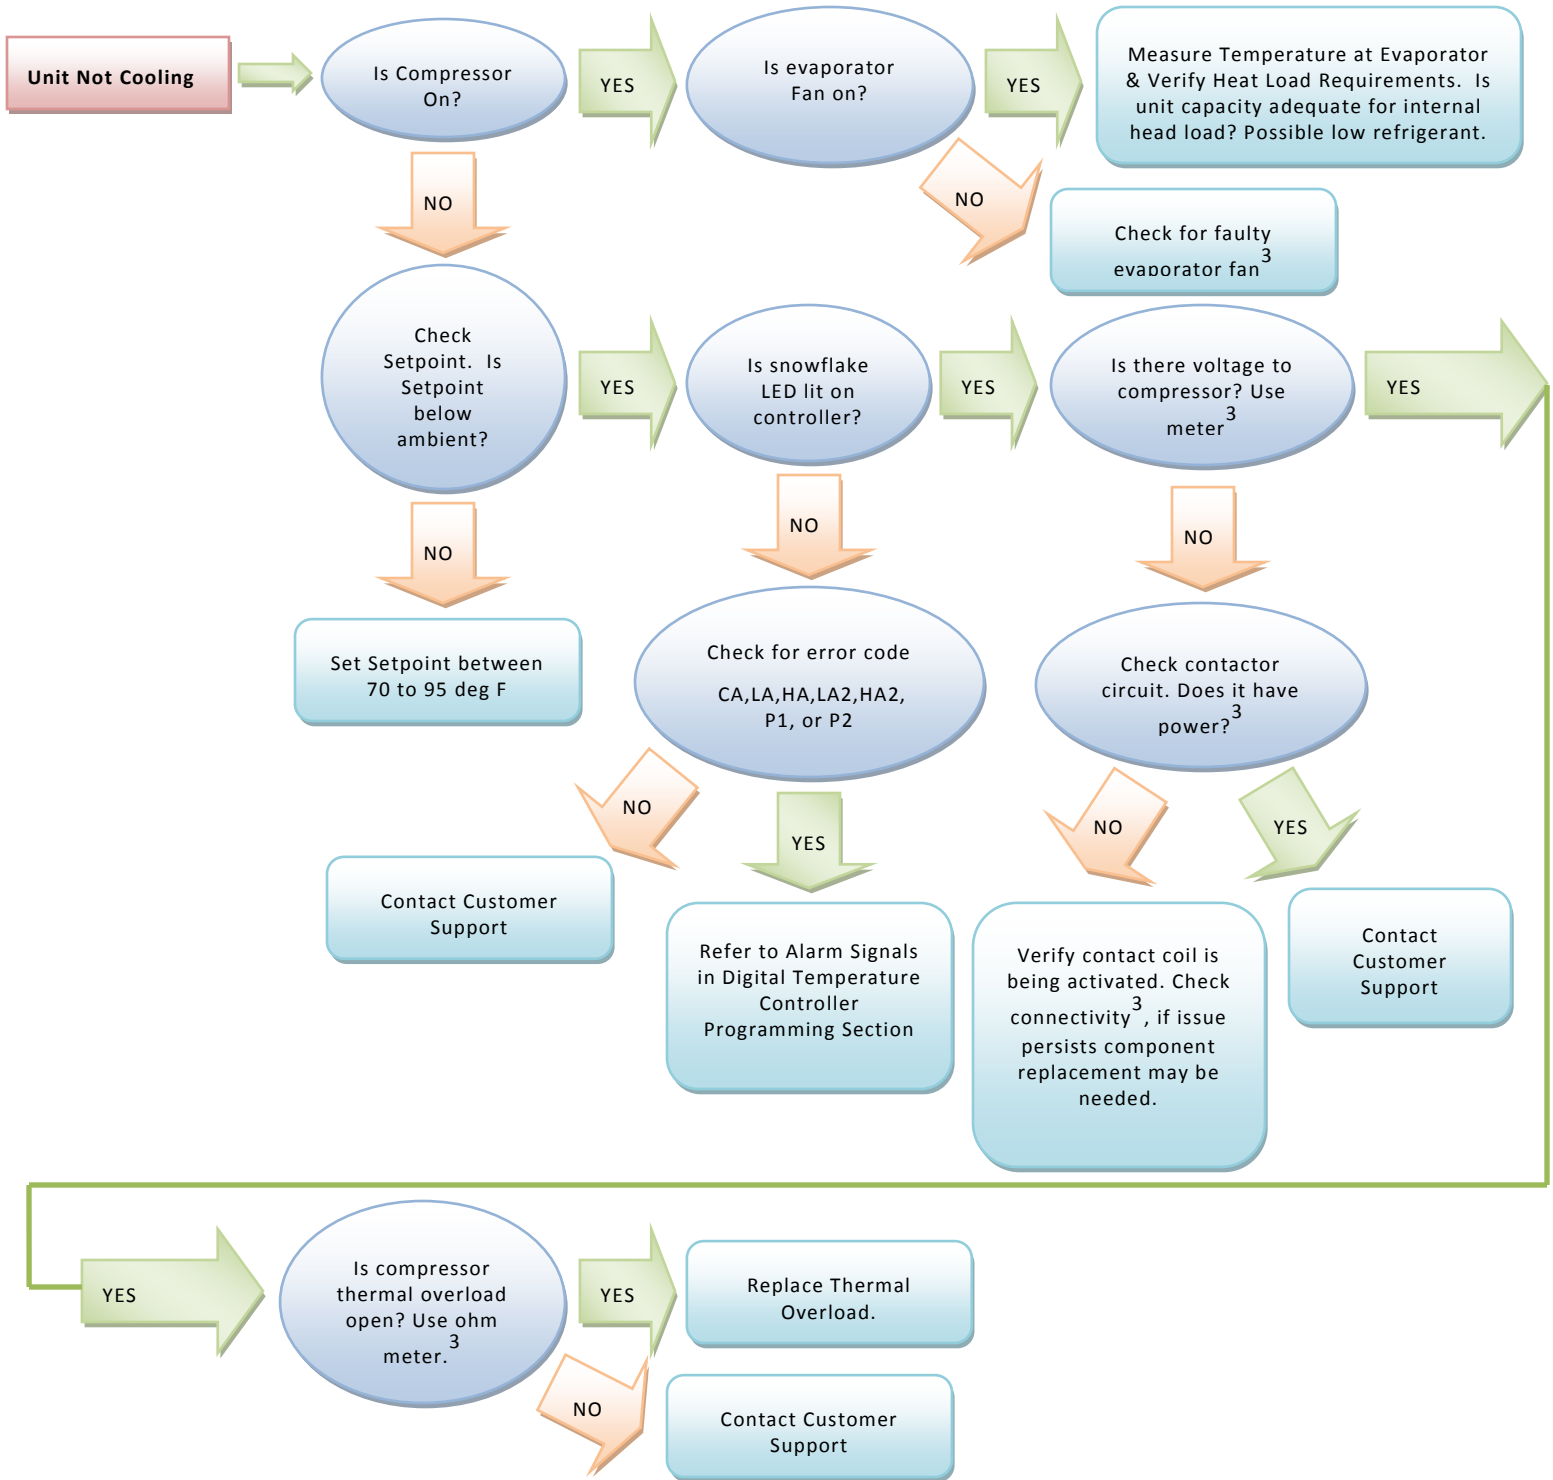 Unit Not Cooling
Is Compressor
On?
YES
Is evaporator
Fan on?
YES
Measure Temperature at Evaporator
& Verify Heat Load Requirements. Is
unit capacity adequate for internal
head load? Possible low refrigerant.
NO
NO
Check for faulty
evaporator fan3
Check
Setpoint. Is
Setpoint
below
ambient?
YES
Is snowflake
LED lit on
controller?
YES
Is there voltage to
compressor? Use
meter3
YES
NO
NO
NO
Set Setpoint between
70 to 95 deg F
Check for error code
CA,LA,HA,LA2,HA2,
P1, or P2
Check contactor
circuit. Does it have
power?3
NO
YES
NO
YES
Contact Customer
Support
Refer to Alarm Signals
in Digital Temperature
Controller
Programming Section
Verify contact coil is
being activated. Check
connectivity3, if issue
persists component
replacement may be
needed.
Contact
Customer
Support
YES
Is compressor
thermal overload
open? Use ohm
meter.3
YES
Replace Thermal
Overload.
NO
Contact Customer
Support